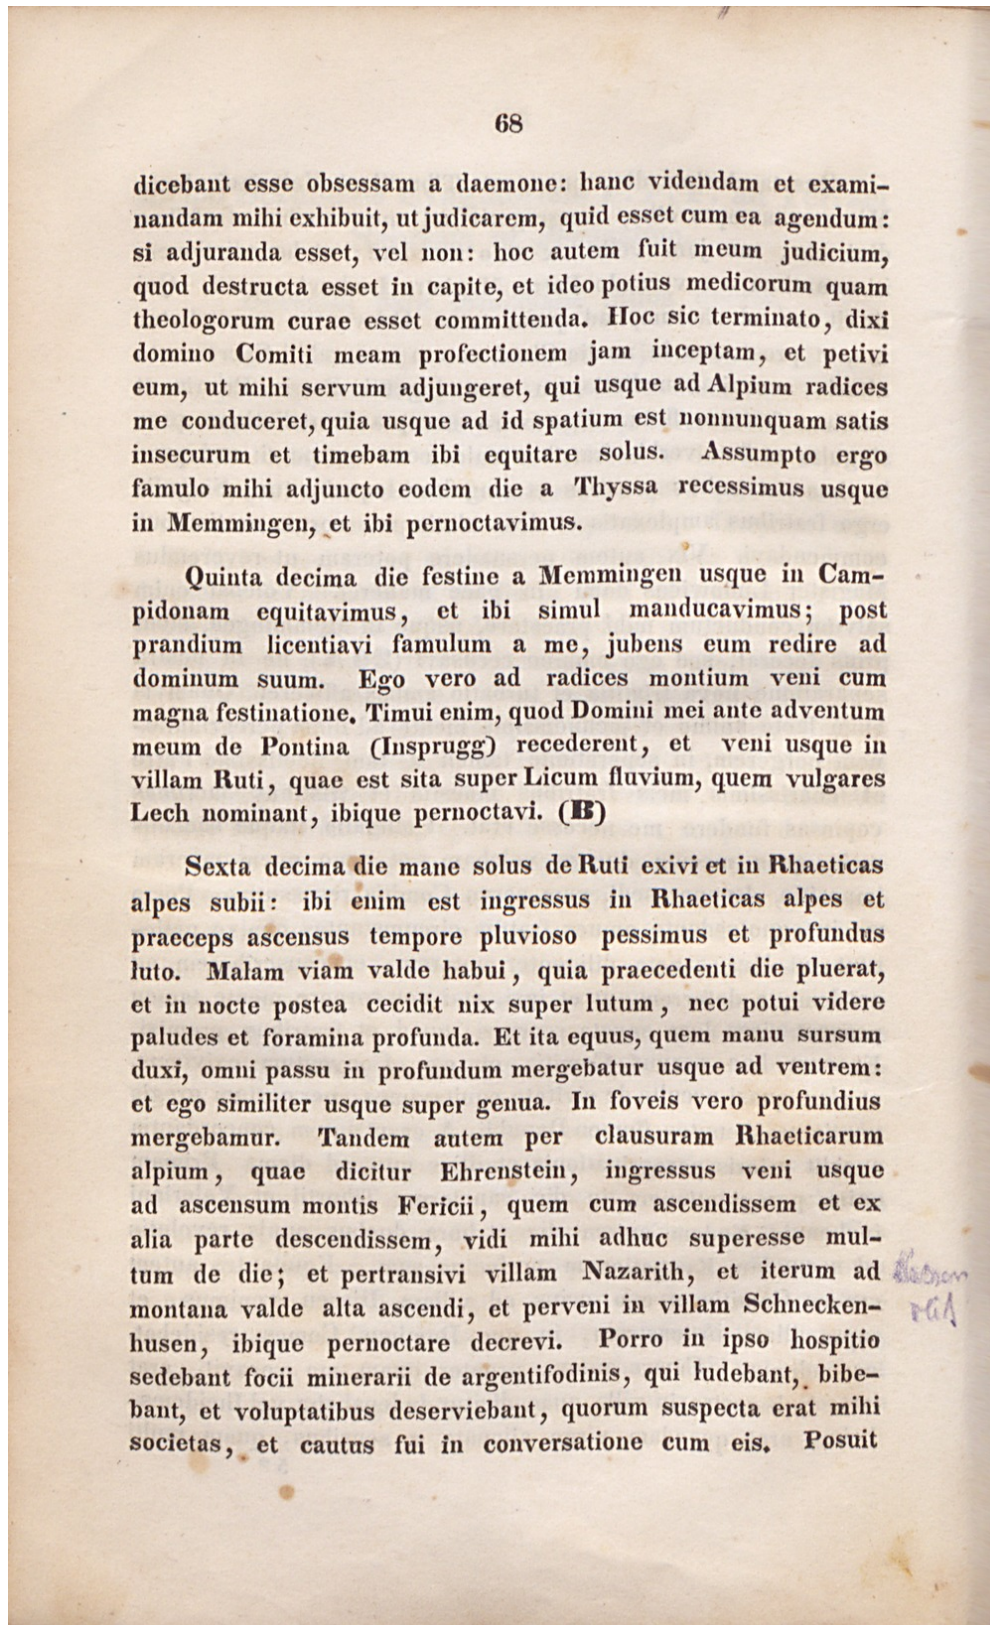 68
dicebant esse obsessam a daemone: hanc videndam et exami-
nandam mihi exhibuit, ut judicarem, quid esset cum ea agendum:
si adjuranda esset, vel non: hoc autem fuit meum judicium,
quod destructa esset in capite, et ideo potius medicorum quam
theologorum curae esset committenda. Hoc sic terminato, dixi
domino Comiti meam profectionem jam inceptam, et petivi
eum, ut mihi servum adjungeret, qui usque ad Alpium radices
me conduceret, quia usque ad id spatium est nonnunquam satis
insecurum et timebam ibi equitare solus. Assumpto ergo
famulo mihi adjuncto eodem die a Thyssa recessimus usque
in Memmingen, et ibi pernoctavimus.
Quinta decima die festine a Memmingen usque in Cam-
pidonam equitavimus, et ibi simul manducavimus; post
prandium licentiavi famulum a me, jubens eum redire ad
dominum suum. Ego vero ad radices montium veni cum
magna festinatione. Timui enim, quod Domini mei ante adventum
meum de Pontina (Insprugg) recederent, et veni usque in
villam Ruti, quae est sita super Licum fluvium, quem vulgares
Lech nominant, ibique pernoctavi. (B)
Sexta decima die mane solus de Ruti exivi et in Rhaeticas
alpes subii: ibi enim est ingressus in Rhaeticas alpes et
praeceps ascensus tempore pluvioso pessimus et profundus
luto. Malam viam valde habui, quia praecedenti die pluerat,
et in nocte postea cecidit nix super lutum, nec potui videre
paludes et foramina profunda. Et ita equus, quem manu sursum
duxi, omni passu in profundum mergebatur usque ad ventrem:
et ego similiter usque super genua. In foveis vero profundius
mergebamur. Tandem autem per clausuram Rhaeticarum
alpium, quae dicitur Ehrenstein, ingressus veni usque
ad ascensum montis Fericii, quem cum ascendissem et ex
alia parte descendissem, vidi mihi adhuc superesse mul-
tum de die; et pertransivi villam Nazarith, et iterum ad
montana valde alta ascendi, et perveni in villam Schnecken-
husen, ibique pernoctare decrevi. Porro in ipso hospitio
sedebant focii minerarii de argentifodinis, qui ludebant, bibe-
bant, et voluptatibus deserviebant, quorum suspecta erat mihi
societas, et cautus fui in conversatione cum eis. Posuit